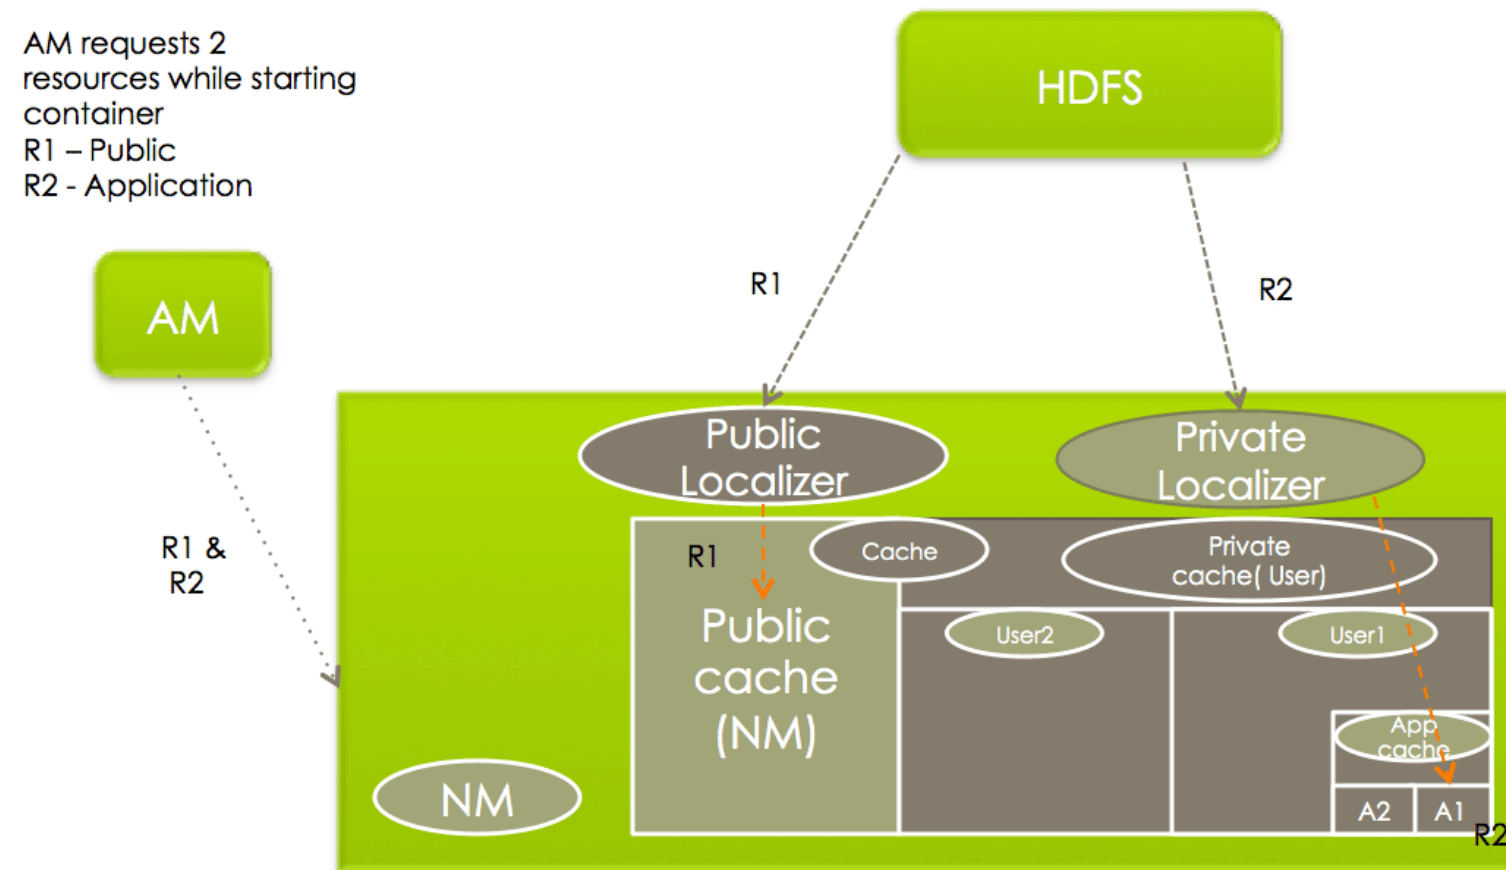 AM requests 2
resources while starting
container
R1 – Public
R2 - Application
HDFS
AM
R1
R2
R1 &
R2
Public
Localizer
Private
Localizer
R1
Cache
Private
cache( User)
Public
cache
(NM)
User2
User1
App
cache
NM
A2
A1
R2